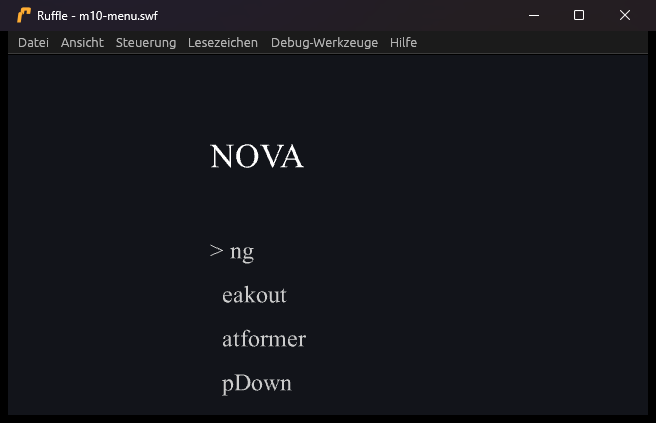 Ruffle - m10-menu.swf
Datei Ansicht Steuerung Lesezeichen Debug-Werkzeuge Hilfe
NOVA
> ng
eakout
atformer
pDown